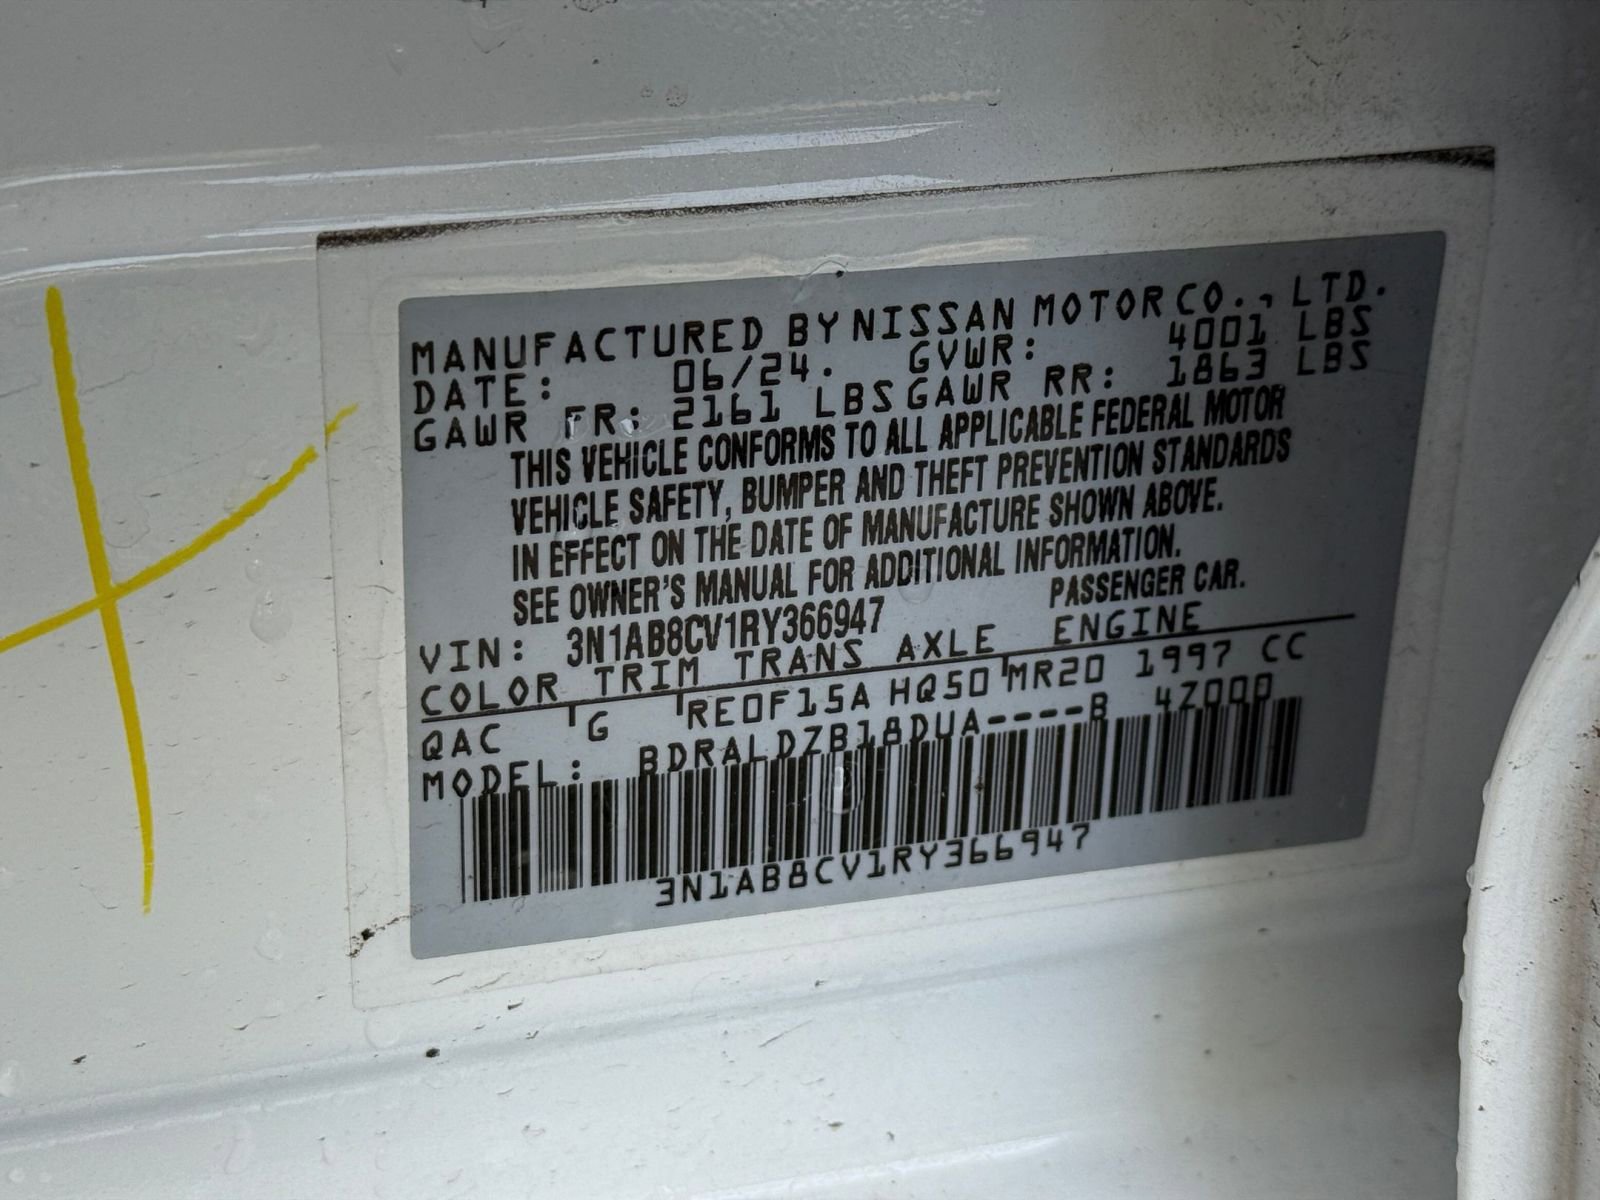 MANUFACTURED BY NISSAN MOTOR CO., LTD.
DATE: 06/24. GVWR: 4001 LBS
GAWR FR: 2161 LBS GAWR RR: 1863 LBS
THIS VEHICLE CONFORMS TO ALL APPLICABLE FEDERAL MOTOR
VEHICLE SAFETY, BUMPER AND THEFT PREVENTION STANDARDS
IN EFFECT ON THE DATE OF MANUFACTURE SHOWN ABOVE.
SEE OWNER'S MANUAL FOR ADDITIONAL INFORMATION.
VIN: 3N1AB8CV1RY366947 PASSENGER CAR.
COLOR TRIM TRANS AXLE ENGINE
QAC G RE0F15A HQ50 MR20 1997 CC
MODEL: BDRALDZB18DUA----B 4Z000
3N1AB8CV1RY366947